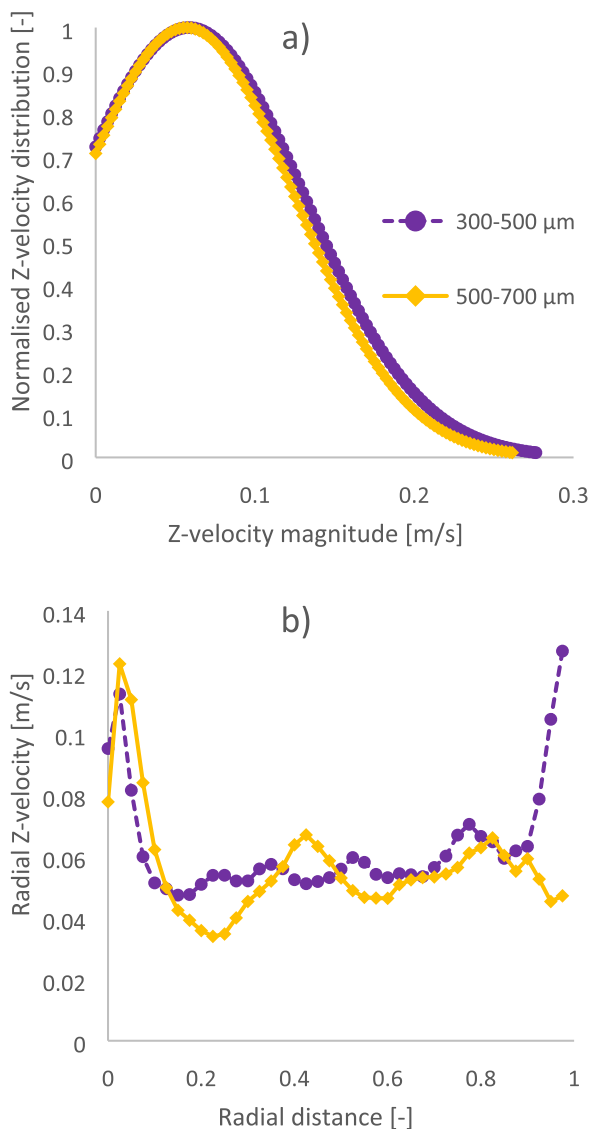 a)
Normalised Z-velocity distribution [-]
1
0.9
0.8
0.7
0.6
0.5
0.4
0.3
0.2
0.1
0
300-500 µm
500-700 µm
0 0.1 0.2 0.3
Z-velocity magnitude [m/s]
b)
Radial Z-velocity [m/s]
0.14
0.12
0.1
0.08
0.06
0.04
0.02
0
0 0.2 0.4 0.6 0.8 1
Radial distance [-]